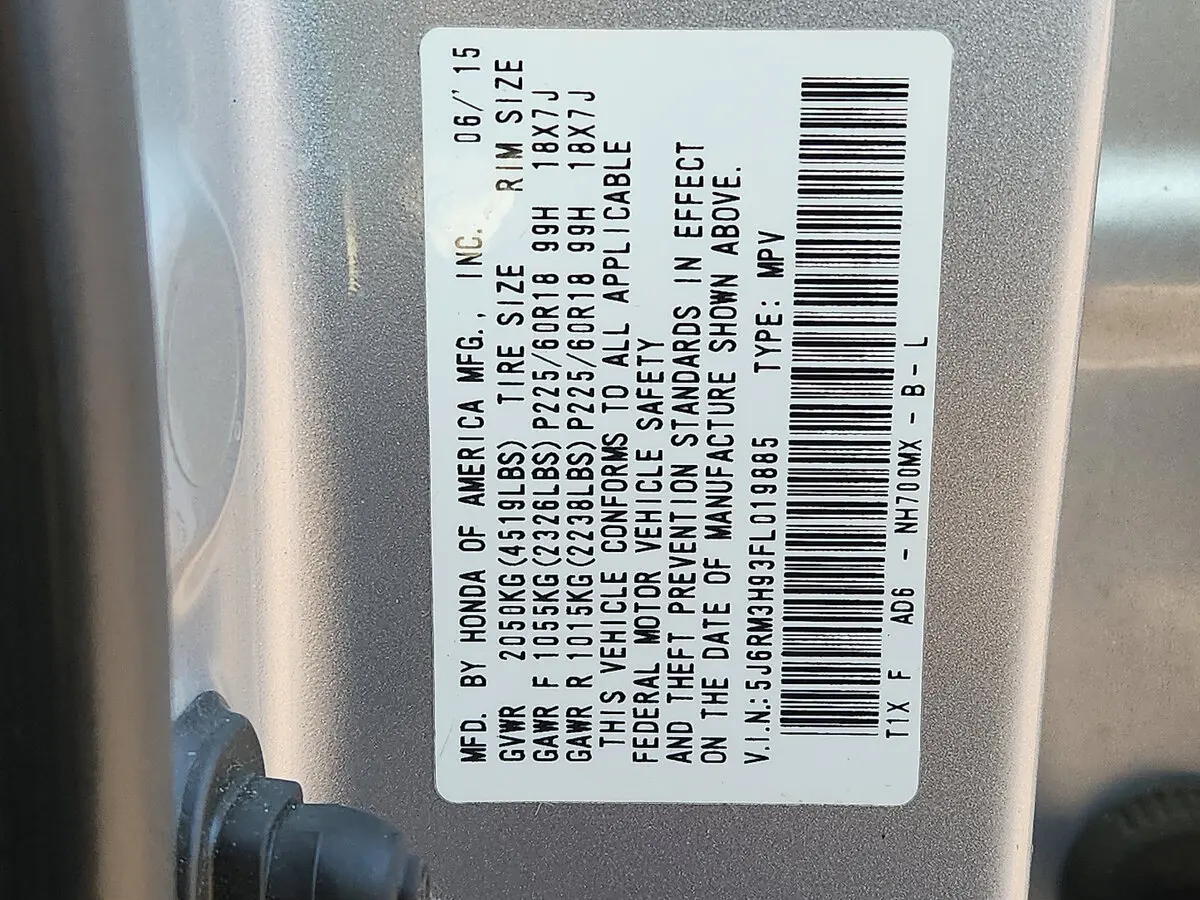 MFD. BY HONDA OF AMERICA MFG., INC. 06/'15
GVWR 2050KG(4519LBS) TIRE SIZE RIM SIZE
GAWR F 1055KG(2326LBS)P225/60R18 99H 18X7J
GAWR R 1015KG(2238LBS)P225/60R18 99H 18X7J
THIS VEHICLE CONFORMS TO ALL APPLICABLE
FEDERAL MOTOR VEHICLE SAFETY
AND THEFT PREVENTION STANDARDS IN EFFECT
ON THE DATE OF MANUFACTURE SHOWN ABOVE.
V.I.N.:5J6RM3H93FL019885 TYPE: MPV
T1X F AD6 - NH700MX - B - L